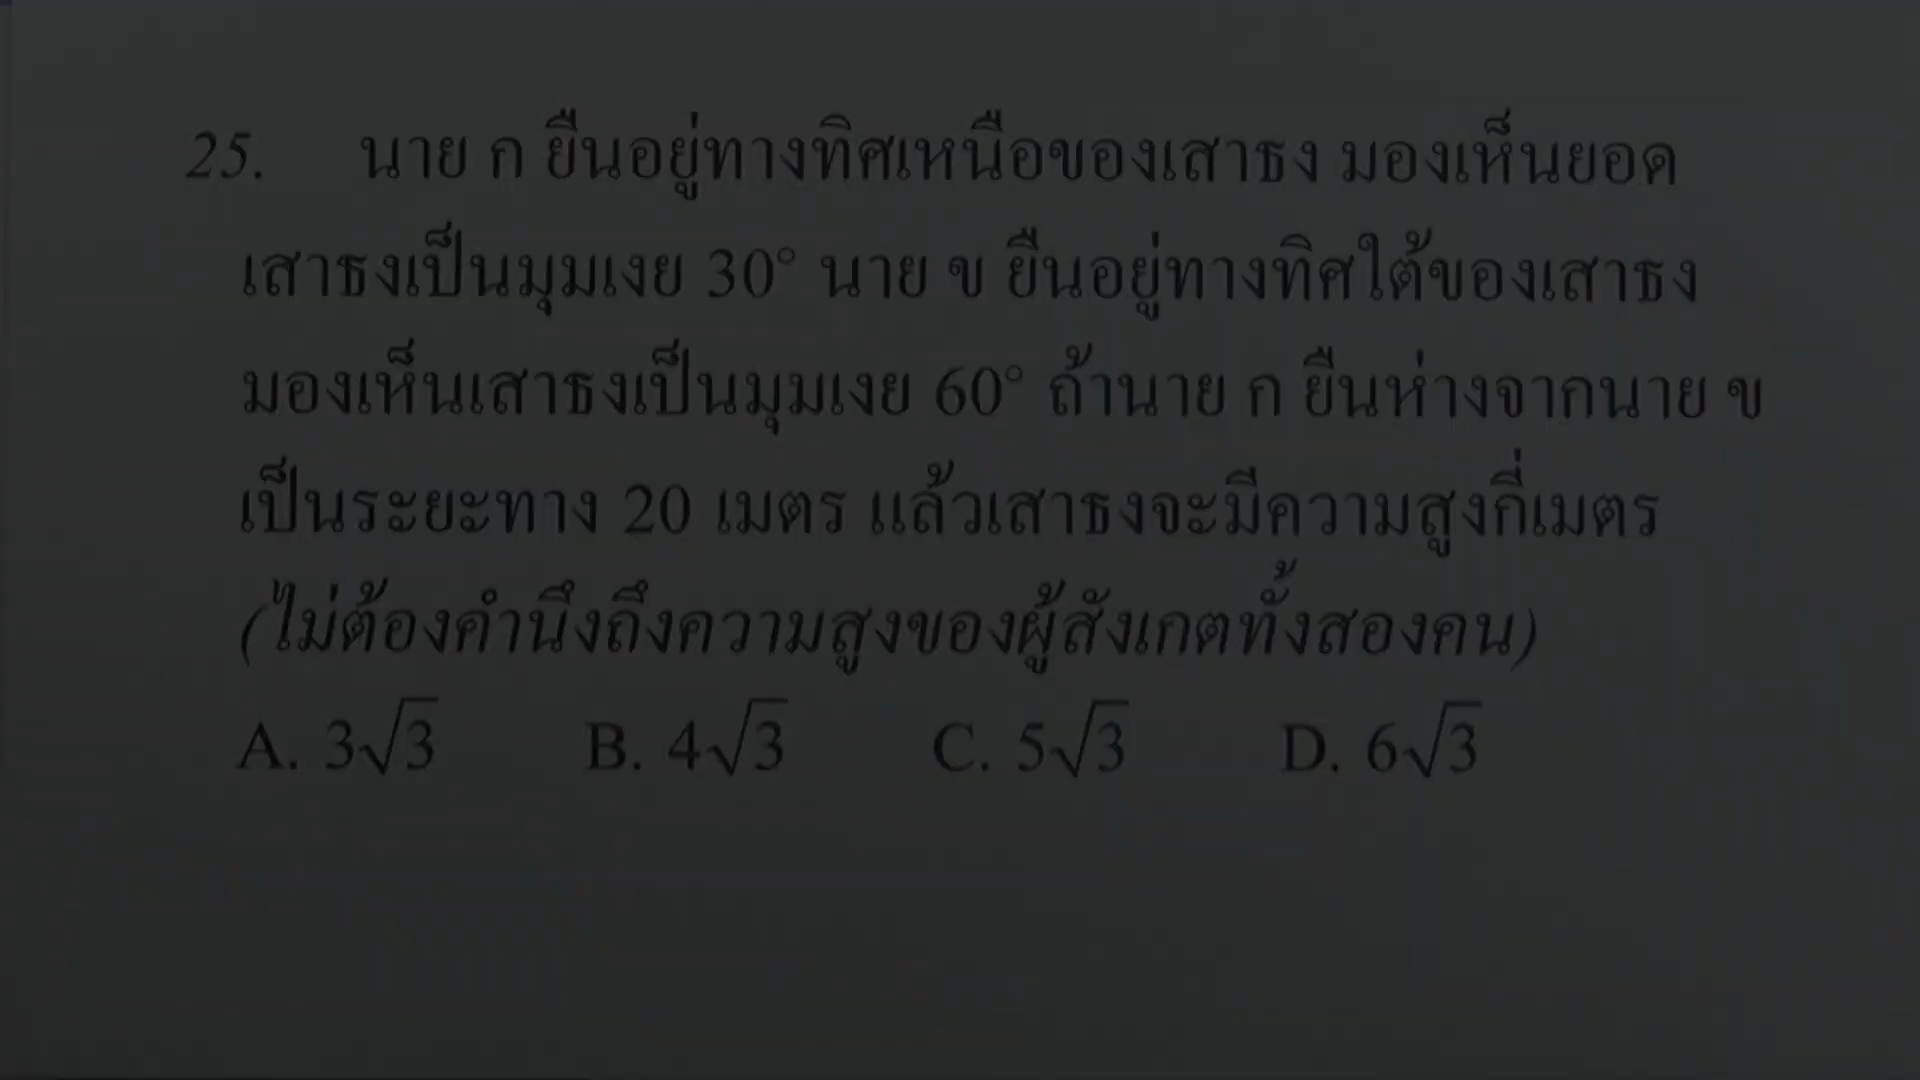 25. นาย ก ยืนอยู่ทางทิศเหนือของเสาธง มองเห็นยอด
เสาธงเป็นมุมเงย 30° นาย ข ยืนอยู่ทางทิศใต้ของเสาธง
มองเห็นเสาธงเป็นมุมเงย 60° ถ้านาย ก ยืนห่างจากนาย ข
เป็นระยะทาง 20 เมตร แล้วเสาธงจะมีความสูงกี่เมตร
(ไม่ต้องคำนึงถึงความสูงของผู้สังเกตทั้งสองคน)
A. 3√3 B. 4√3 C. 5√3 D. 6√3